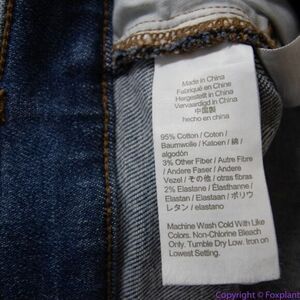 Made in China
Fabriqué en Chine
Hergestellt in China
Vervaardigd in China
中国製
hecho en china
95% Cotton / Coton /
Baumwolle / Katoen / 綿 /
algodón
3% Other Fiber / Autre Fibre
/ Andere Faser / Andere
Vezel / その他 / otras fibras
2% Elastane / Élasthanne /
Elastan / Elastaan / ポリウ
レタン / elastano
Machine Wash Cold With Like
Colors. Non-Chlorine Bleach
Only. Tumble Dry Low. Iron on
Lowest Setting.
Copyright © Foxplant